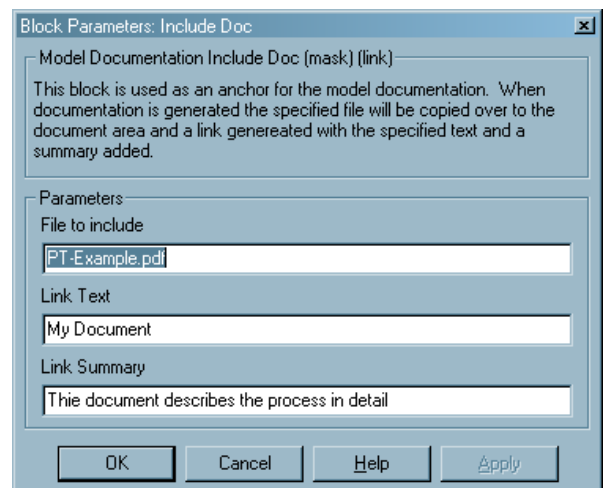 Block Parameters: Include Doc
Model Documentation Include Doc (mask) (link)
This block is used as an anchor for the model documentation. When
documentation is generated the specified file will be copied over to the
document area and a link genereated with the specified text and a
summary added.
Parameters
File to include
PT-Example.pdf
Link Text
My Document
Link Summary
Thie document describes the process in detail
OK Cancel Help Apply